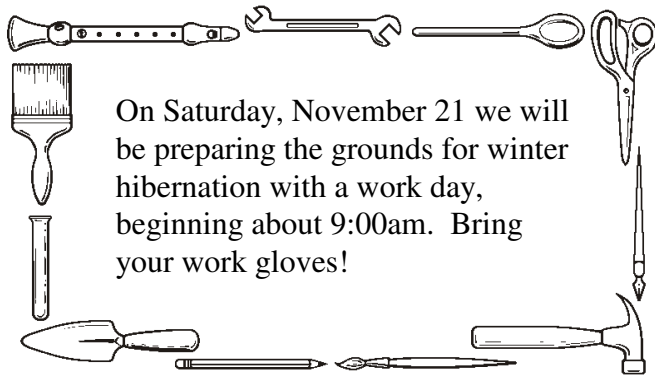 On Saturday, November 21 we will
be preparing the grounds for winter
hibernation with a work day,
beginning about 9:00am.  Bring
your work gloves!